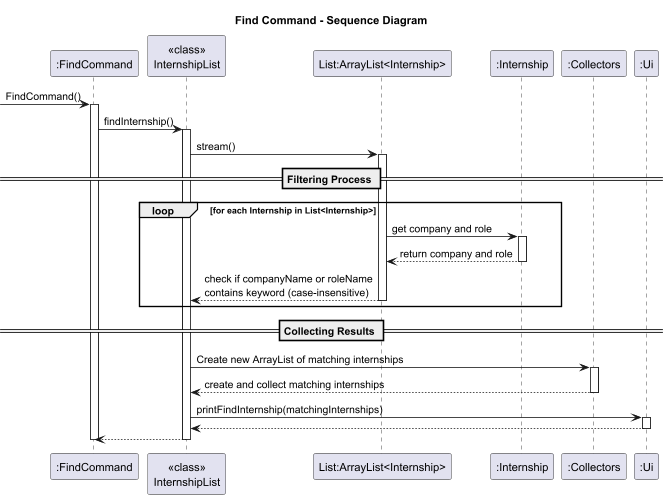 Find Command - Sequence Diagram
:FindCommand
«class»
InternshipList
List:ArrayList<Internship>
:Internship
:Collectors
:Ui
FindCommand()
findInternship()
stream()
Filtering Process
loop
[for each Internship in List<Internship>]
get company and role
return company and role
check if companyName or roleName
contains keyword (case-insensitive)
Collecting Results
Create new ArrayList of matching internships
create and collect matching internships
printFindInternship(matchingInternships)
:FindCommand
«class»
InternshipList
List:ArrayList<Internship>
:Internship
:Collectors
:Ui